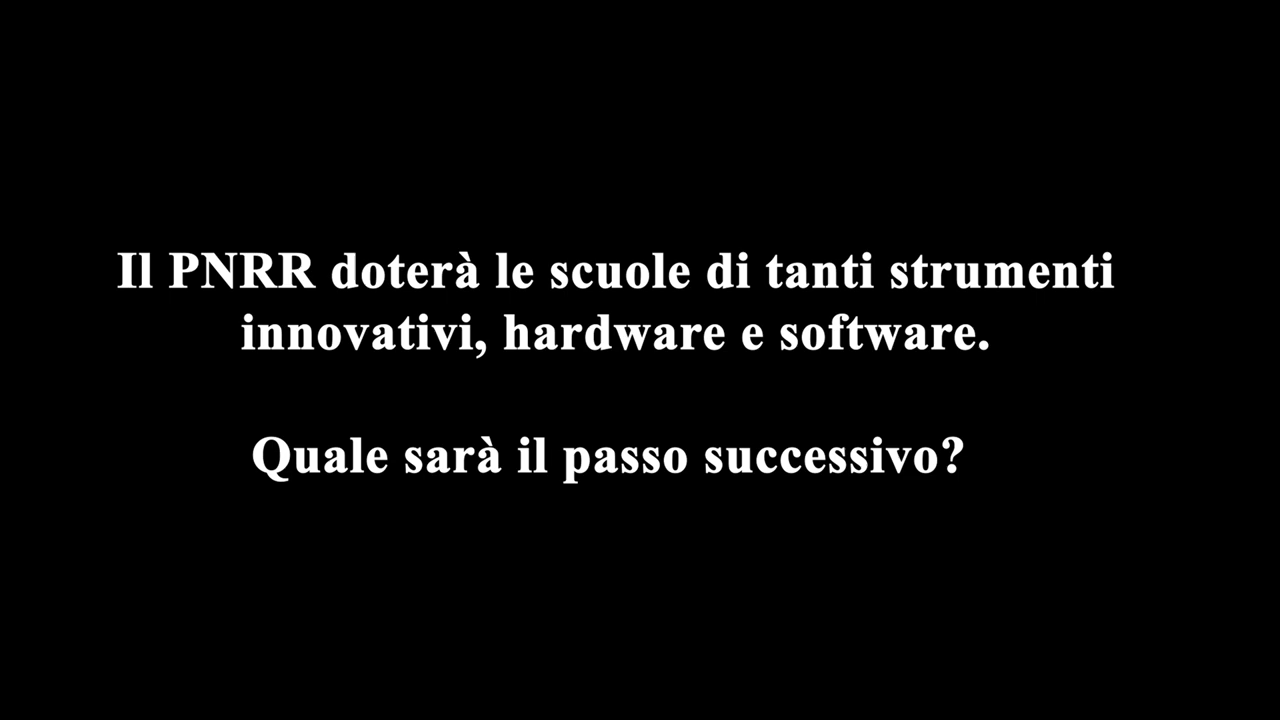 Il PNRR doterà le scuole di tanti strumenti
innovativi, hardware e software.
Quale sarà il passo successivo?